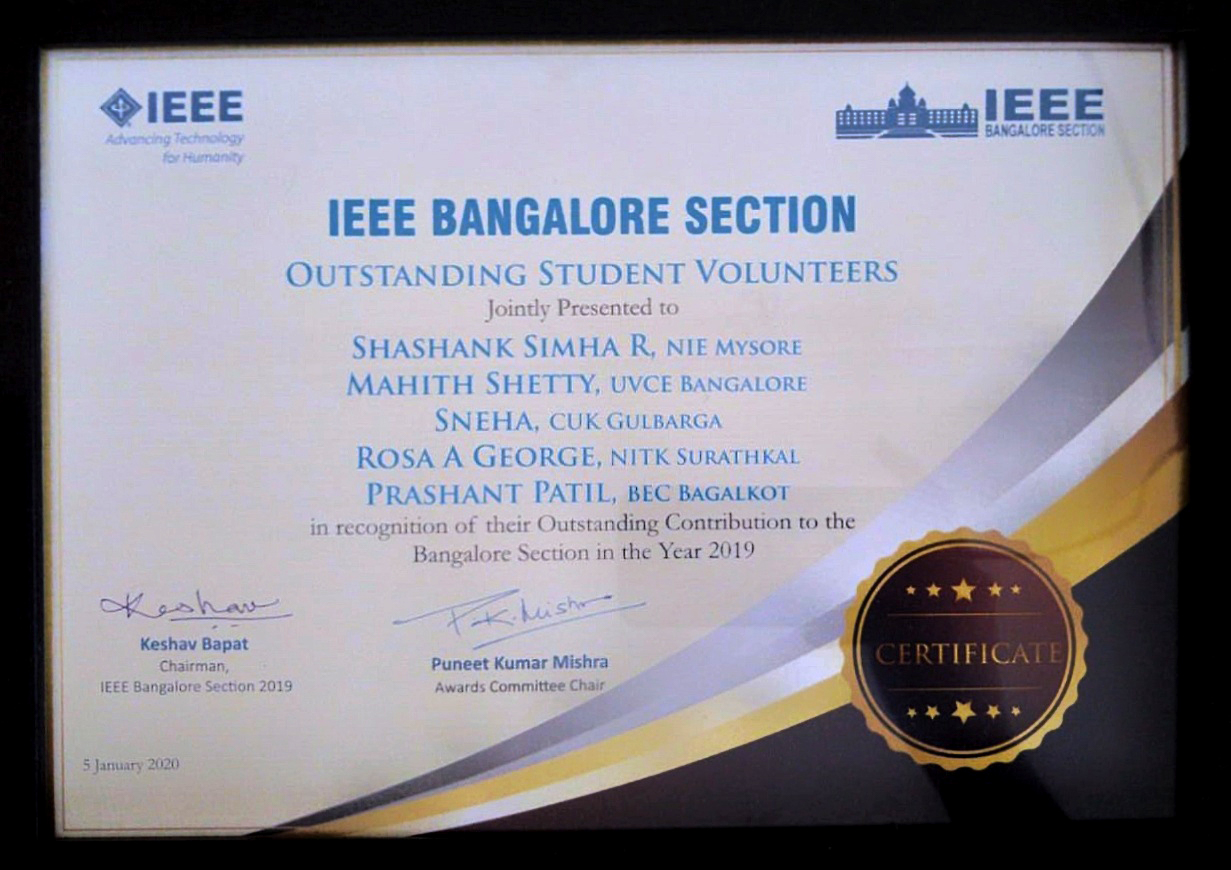 IEEE
Advancing Technology
for Humanity
IEEE
BANGALORE SECTION
IEEE BANGALORE SECTION
OUTSTANDING STUDENT VOLUNTEERS
Jointly Presented to
SHASHANK SIMHA R, NIE MYSORE
MAHITH SHETTY, UVCE BANGALORE
SNEHA, CUK GULBARGA
ROSA A GEORGE, NITK SURATHKAL
PRASHANT PATIL, BEC BAGALKOT
in recognition of their Outstanding Contribution to the
Bangalore Section in the Year 2019
Keshav
P.K.Mishr
Keshav Bapat
Chairman,
IEEE Bangalore Section 2019
Puneet Kumar Mishra
Awards Committee Chair
CERTIFICATE
5 January 2020